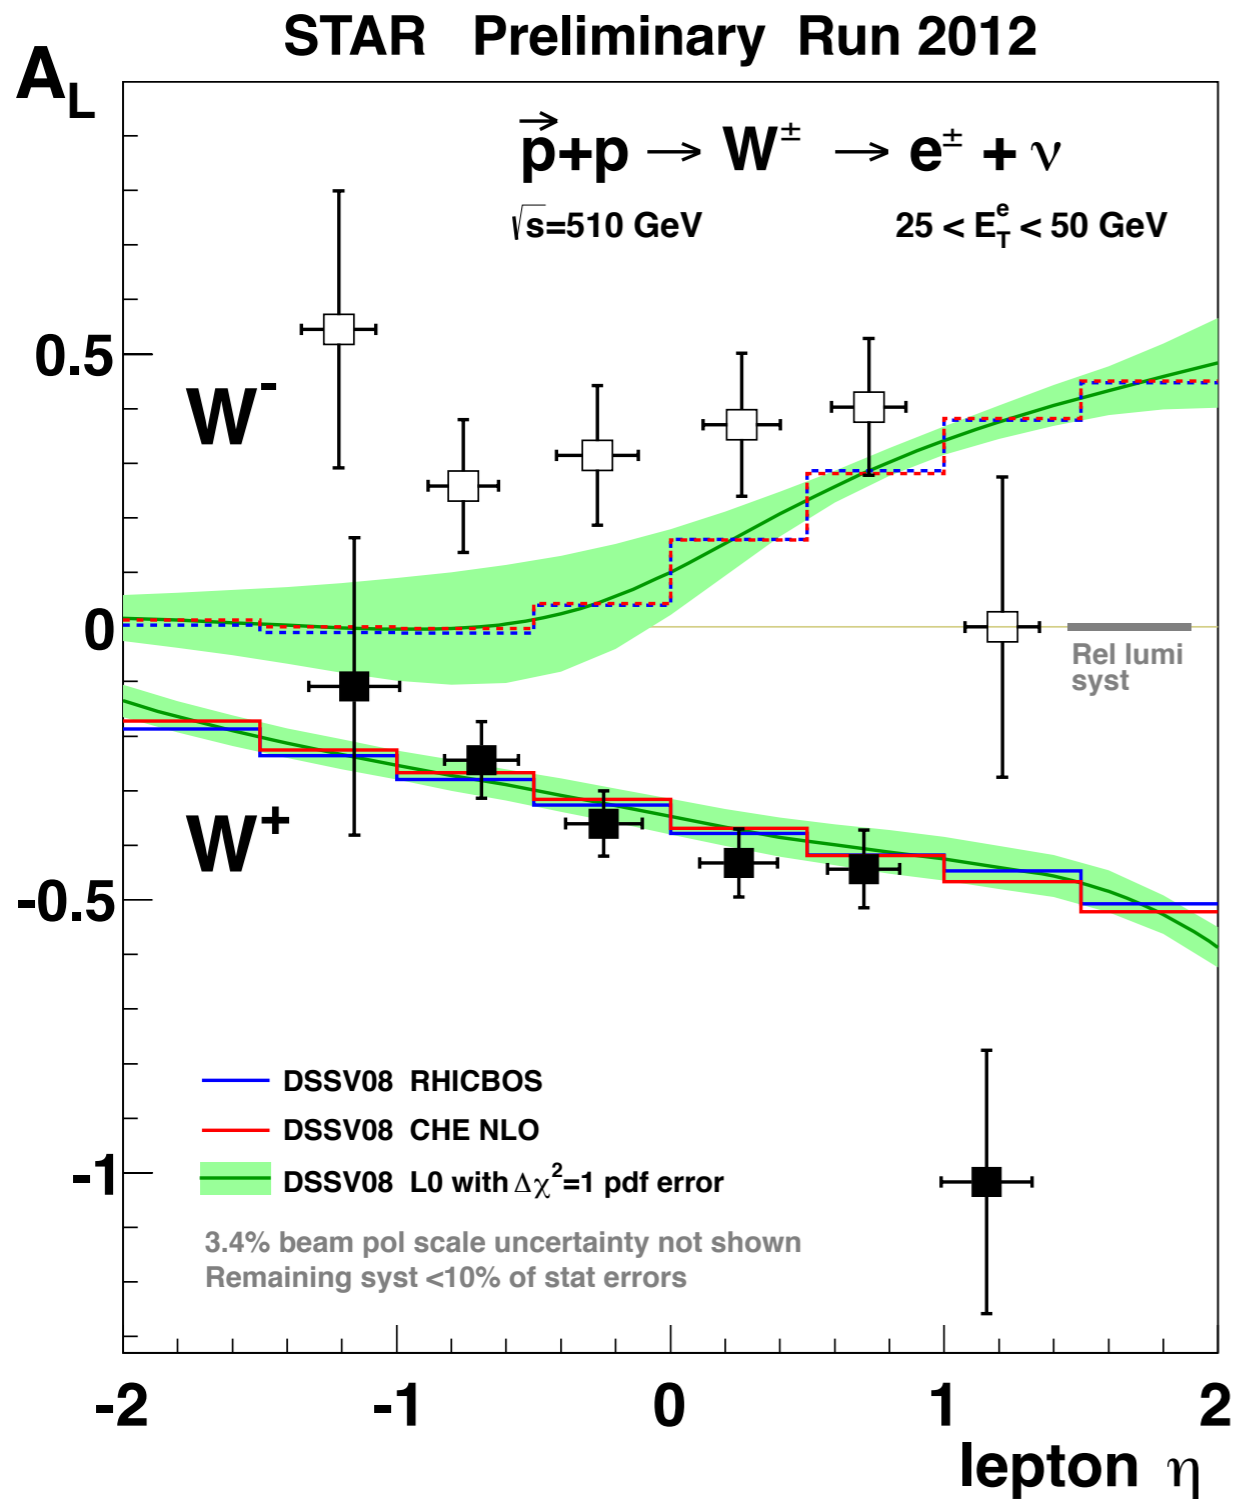 STAR Preliminary Run 2012
A_L
p→+p → W^± → e^± + ν
√s=510 GeV
25 < E_T^e < 50 GeV
0.5
W^-
0
Rel lumi
syst
W^+
-0.5
DSSV08 RHICBOS
DSSV08 CHE NLO
-1
DSSV08 L0 with Δχ^2=1 pdf error
3.4% beam pol scale uncertainty not shown
Remaining syst <10% of stat errors
-2 -1 0 1 2
lepton η